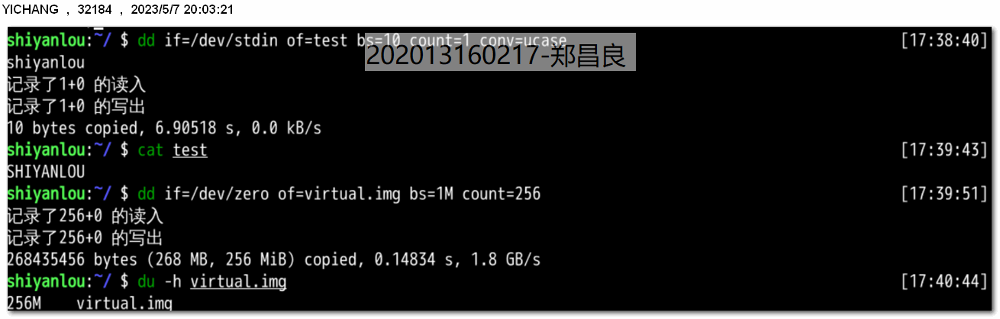 YICHANG , 32184 , 2023/5/7 20:03:21
shiyanlou:~/ $ dd if=/dev/stdin of=test bs=10 count=1 conv=ucase [17:38:40]
202013160217-郑昌良
shiyanlou
记录了1+0 的读入
记录了1+0 的写出
10 bytes copied, 6.90518 s, 0.0 kB/s
shiyanlou:~/ $ cat test [17:39:43]
SHIYANLOU
shiyanlou:~/ $ dd if=/dev/zero of=virtual.img bs=1M count=256 [17:39:51]
记录了256+0 的读入
记录了256+0 的写出
268435456 bytes (268 MB, 256 MiB) copied, 0.14834 s, 1.8 GB/s
shiyanlou:~/ $ du -h virtual.img [17:40:44]
256M virtual.img